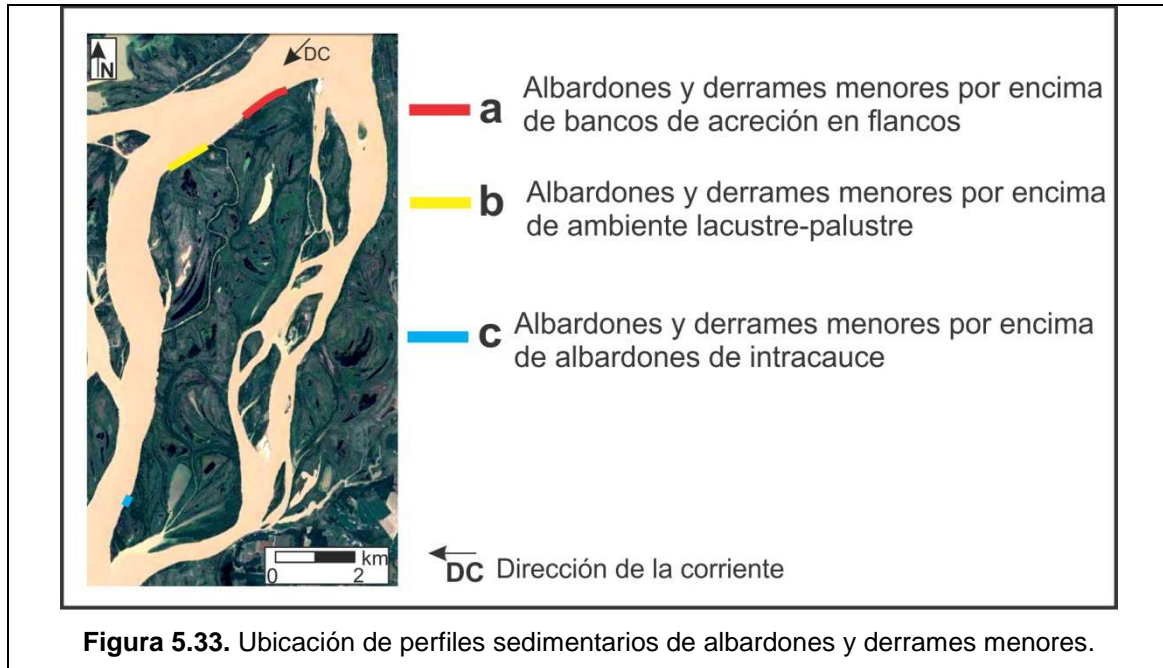 N
DC
km
0 2
a Albardones y derrames menores por encima
de bancos de acreción en flancos
b Albardones y derrames menores por encima
de ambiente lacustre-palustre
c Albardones y derrames menores por encima
de albardones de intracauce
DC Dirección de la corriente
Figura 5.33. Ubicación de perfiles sedimentarios de albardones y derrames menores.